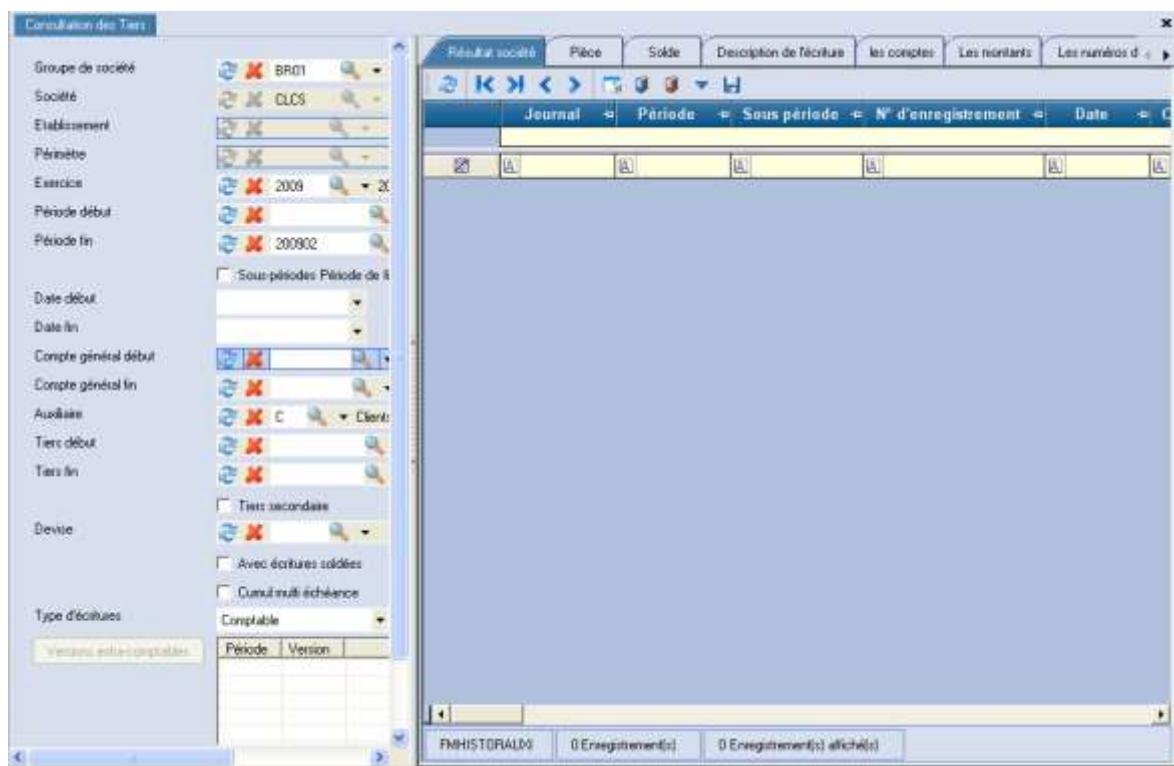 Consultation des Tiers
Groupe de société BR01
Société CLCS
Etablissement
Périmètre
Exercice 2009 20
Période début
Période fin 200902
Sous-périodes Période de
Date début
Date fin
Compte général début
Compte général fin
Auxiliaire C Clients
Tiers début
Tiers fin
Tiers secondaire
Devise
Avec écritures soldées
Cumul multi échéance
Type d'écritures Comptable
Versions extra-comptables
Période Version
Résultat société Pièce Solde Description de l'écriture les comptes Les montants Les numéros d
Journal Période Sous période N° d'enregistrement Date C
FMHISTORAUXI 0 Enregistrement(s) 0 Enregistrement(s) affiché(s)